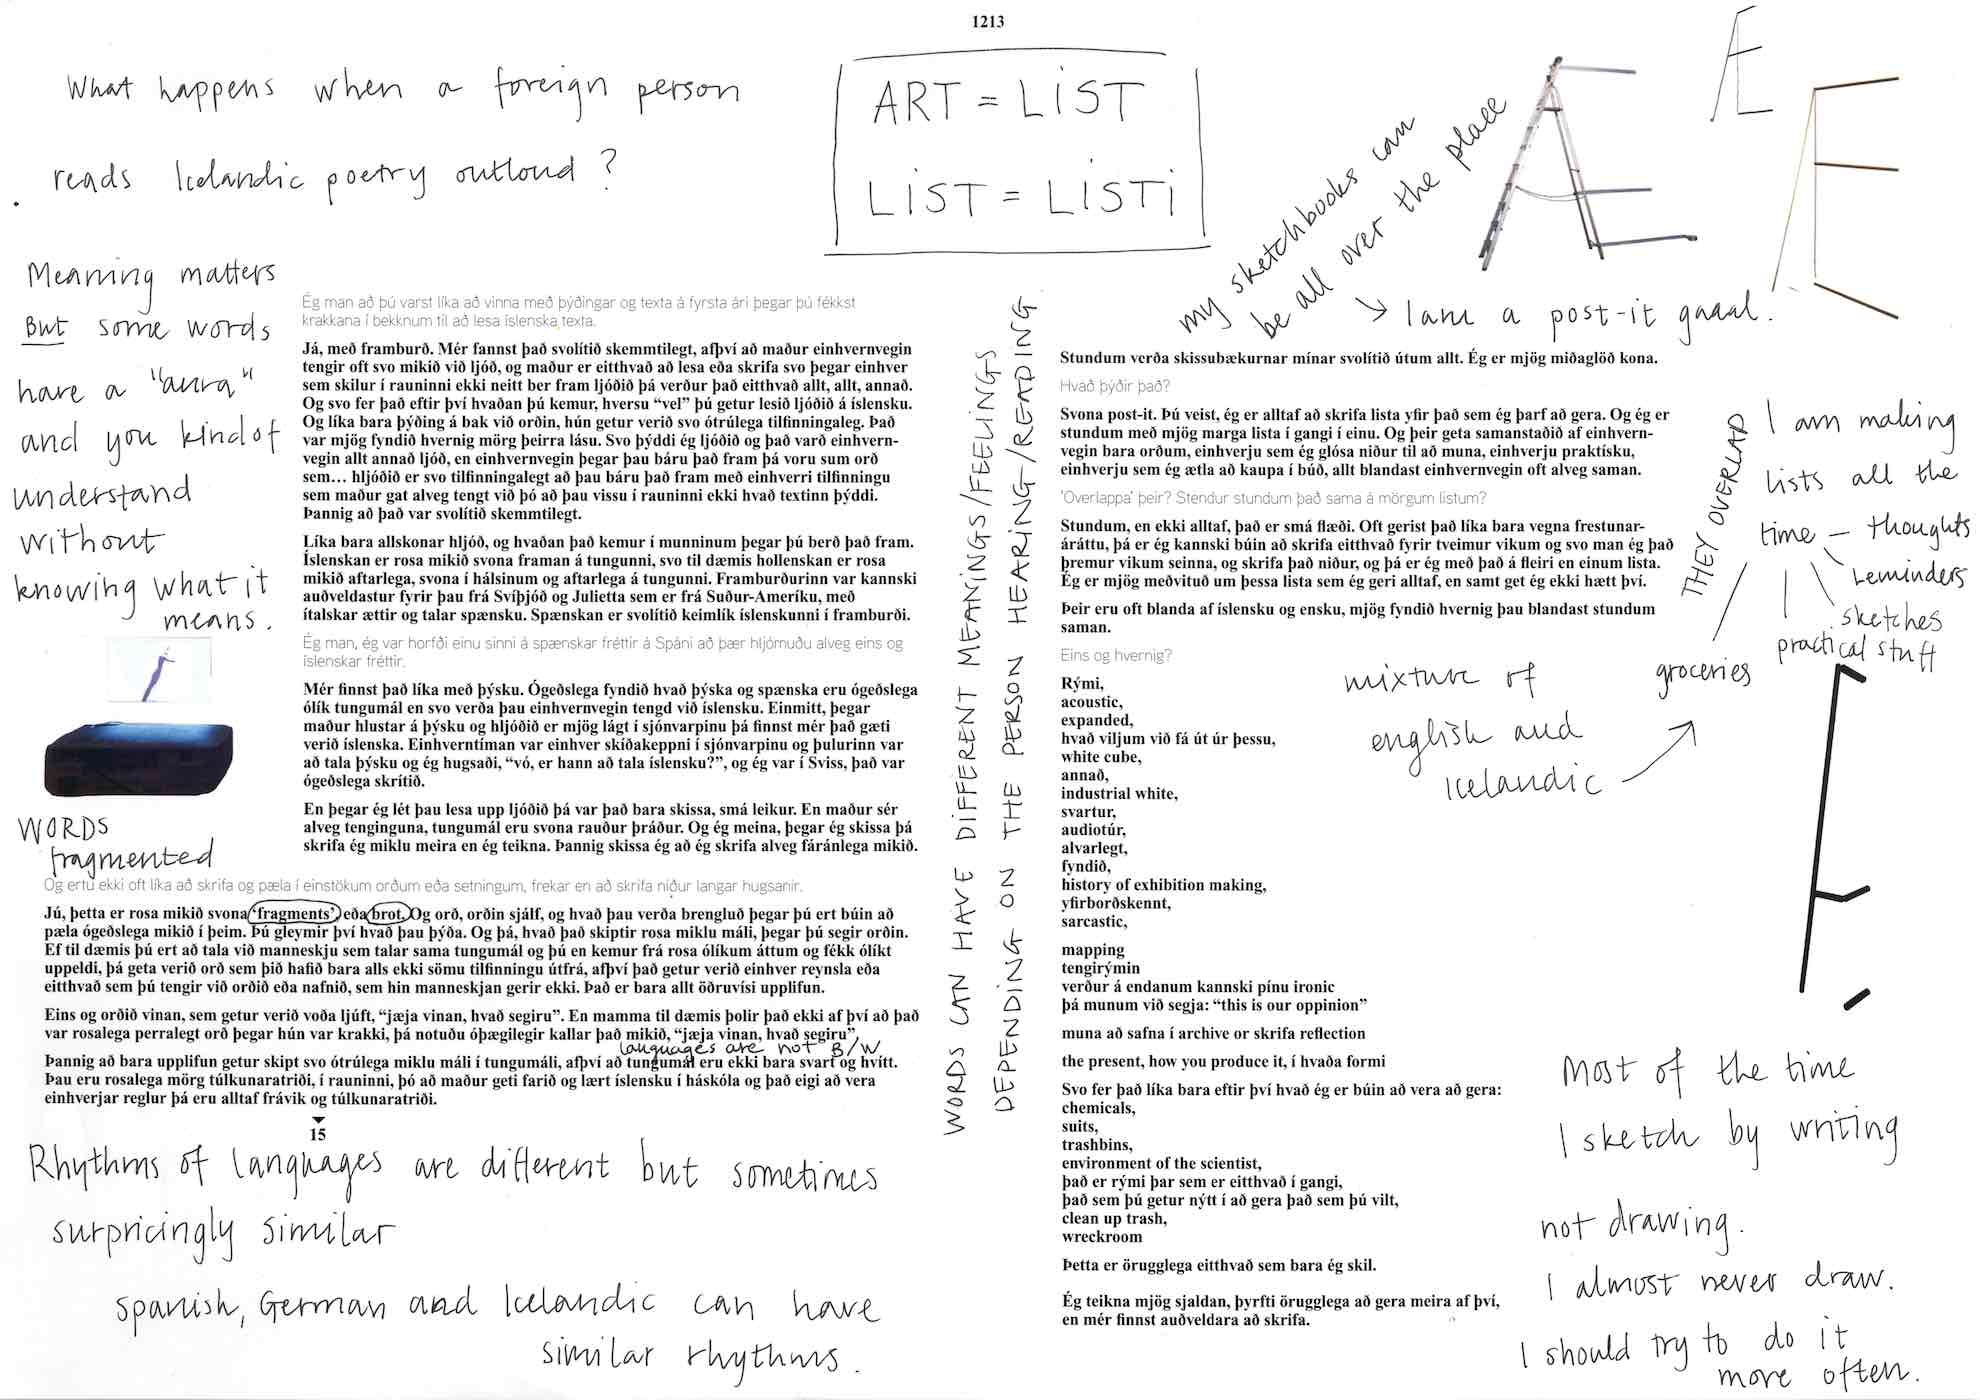 1213
What happens when a foreign person
reads Icelandic poetry outloud?
ART = LiST
LiST = LiSTi
my sketchbooks can
be all over the place
Æ
I am a post-it gaaal.
Meaning matters
But some words
have a "aura"
and you kind of
understand
without
knowing what it
means.
Ég man að þú varst líka að vinna með þýðingar og texta á fyrsta ári þegar þú fékkst
krakkana í bekknum til að lesa íslenska texta.
Já, með framburð. Mér fannst það svolítið skemmtilegt, afþví að maður einhvernvegin
tengir oft svo mikið við ljóð, og maður er eitthvað að lesa eða skrifa svo þegar einhver
sem skilur í rauninni ekki neitt ber fram ljóðið þá verður það eitthvað allt, allt, annað.
Og svo fer það eftir því hvaðan þú kemur, hversu “vel” þú getur lesið ljóðið á íslensku.
Og líka bara þýðing á bak við orðin, hún getur verið svo ótrúlega tilfinningaleg. Það
var mjög fyndið hvernig mörg þeirra lásu. Svo þýddi ég ljóðið og það varð einhvern-
vegin allt annað ljóð, en einhvernvegin þegar þau báru það fram þá voru sum orð
sem… hljóðið er svo tilfinningalegt að þau báru það fram með einhverri tilfinningu
sem maður gat alveg tengt við þó að þau vissu í rauninni ekki hvað textinn þýddi.
Þannig að það var svolítið skemmtilegt.
Líka bara allskonar hljóð, og hvaðan það kemur í munninum þegar þú berð það fram.
Íslenskan er rosa mikið svona framan á tungunni, svo til dæmis hollenskan er rosa
mikið aftarlega, svona í hálsinum og aftarlega á tungunni. Framburðurinn var kannski
auðveldastur fyrir þau frá Svíþjóð og Julietta sem er frá Suður-Ameríku, með
ítalskar ættir og talar spænsku. Spænskan er svolítið keimlík íslenskunni í framburði.
Ég man, ég var horfði einu sinni á spænskar fréttir á Spáni að þær hljómuðu alveg eins og
íslenskar fréttir.
Mér finnst það líka með þýsku. Ógeðslega fyndið hvað þýska og spænska eru ógeðslega
ólík tungumál en svo verða þau einhvernvegin tengd við íslensku. Einmitt, þegar
maður hlustar á þýsku og hljóðið er mjög lágt í sjónvarpinu þá finnst mér það gæti
verið íslenska. Einhverntíman var einhver skíðakeppni í sjónvarpinu og þulurinn var
að tala þýsku og ég hugsaði, “vó, er hann að tala íslensku?”, og ég var í Sviss, það var
ógeðslega skrítið.
En þegar ég lét þau lesa upp ljóðið þá var það bara skissa, smá leikur. En maður sér
alveg tenginguna, tungumál eru svona rauður þráður. Og ég meina, þegar ég skissa þá
skrifa ég miklu meira en ég teikna. Þannig skissa ég að ég skrifa alveg fáránlega mikið.
WORDS
fragmented
Og ertu ekki oft líka að skrifa og pæla í einstökum orðum eða setningum, frekar en að skrifa niður langar hugsanir.
Jú, þetta er rosa mikið svona ‘fragments’, eða brot. Og orð, orðin sjálf, og hvað þau verða brengluð þegar þú ert búin að
pæla ógeðslega mikið í þeim. Þú gleymir því hvað þau þýða. Og þá, hvað það skiptir rosa miklu máli, þegar þú segir orðin.
Ef til dæmis þú ert að tala við manneskju sem talar sama tungumál og þú en kemur frá rosa ólíkum áttum og fékk ólíkt
uppeldi, þá geta verið orð sem þið hafið bara alls ekki sömu tilfinningu útfrá, afþví það getur verið einhver reynsla eða
eitthvað sem þú tengir við orðið eða nafnið, sem hin manneskjan gerir ekki. Það er bara allt öðruvísi upplifun.
Eins og orðið vinan, sem getur verið voða ljúft, “jæja vinan, hvað segiru”. En mamma til dæmis þolir það ekki af því að það
var rosalega perralegt orð þegar hún var krakki, þá notuðu óþægilegir kallar það mikið, “jæja vinan, hvað segiru”,
languages are not B/W
Þannig að bara upplifun getur skipt svo ótrúlega miklu máli í tungumáli, afþví að tungumál eru ekki bara svart og hvítt.
Þau eru rosalega mörg túlkunaratriði, í rauninni, þó að maður geti farið og lært íslensku í háskóla og það eigi að vera
einhverjar reglur þá eru alltaf frávik og túlkunaratriði.
15
Rhythms of languages are different but sometimes
surpricingly similar
Spanish, German and Icelandic can have
similar rhythms.
WORDS CAN HAVE DiFFERENT MEANiNGS/FEELiNGS
DEPENDiNG ON THE PERSON HEARiNG/READiNG
Stundum verða skissubækurnar mínar svolítið útum allt. Ég er mjög miðaglöð kona.
Hvað þýðir það?
Svona post-it. Þú veist, ég er alltaf að skrifa lista yfir það sem ég þarf að gera. Og ég er
stundum með mjög marga lista í gangi í einu. Og þeir geta samanstaðið af einhvern-
vegin bara orðum, einhverju sem ég glósa niður til að muna, einhverju praktísku,
einhverju sem ég ætla að kaupa í búð, allt blandast einhvernvegin oft alveg saman.
‘Overlappa’ þeir? Stendur stundum það sama á mörgum listum?
Stundum, en ekki alltaf, það er smá flæði. Oft gerist það líka bara vegna frestunar-
áráttu, þá er ég kannski búin að skrifa eitthvað fyrir tveimur vikum og svo man ég það
þremur vikum seinna, og skrifa það niður, og þá er ég með það á fleiri en einum lista.
Ég er mjög meðvituð um þessa lista sem ég geri alltaf, en samt get ég ekki hætt því.
Þeir eru oft blanda af íslensku og ensku, mjög fyndið hvernig þau blandast stundum
saman.
Eins og hvernig?
Rými,
acoustic,
expanded,
hvað viljum við fá út úr þessu,
white cube,
annað,
industrial white,
svartur,
audiotúr,
alvarlegt,
fyndið,
history of exhibition making,
yfirborðskennt,
sarcastic,
mapping
tengirýmin
verður á endanum kannski pínu ironic
þá munum við segja: “this is our oppinion”
muna að safna í archive or skrifa reflection
the present, how you produce it, í hvaða formi
Svo fer það líka bara eftir því hvað ég er búin að vera að gera:
chemicals,
suits,
trashbins,
environment of the scientist,
það er rými þar sem er eitthvað í gangi,
það sem þú getur nýtt í að gera það sem þú vilt,
clean up trash,
wreckroom
Þetta er örugglega eitthvað sem bara ég skil.
Ég teikna mjög sjaldan, þyrfti örugglega að gera meira af því,
en mér finnst auðveldara að skrifa.
THEY OVERLAP
I am making
lists all the
time – thoughts
reminders
sketches
practical stuff
groceries
mixture of
english and
Icelandic
Most of the time
I sketch by writing
not drawing.
I almost never draw.
I should try to do it
more often.